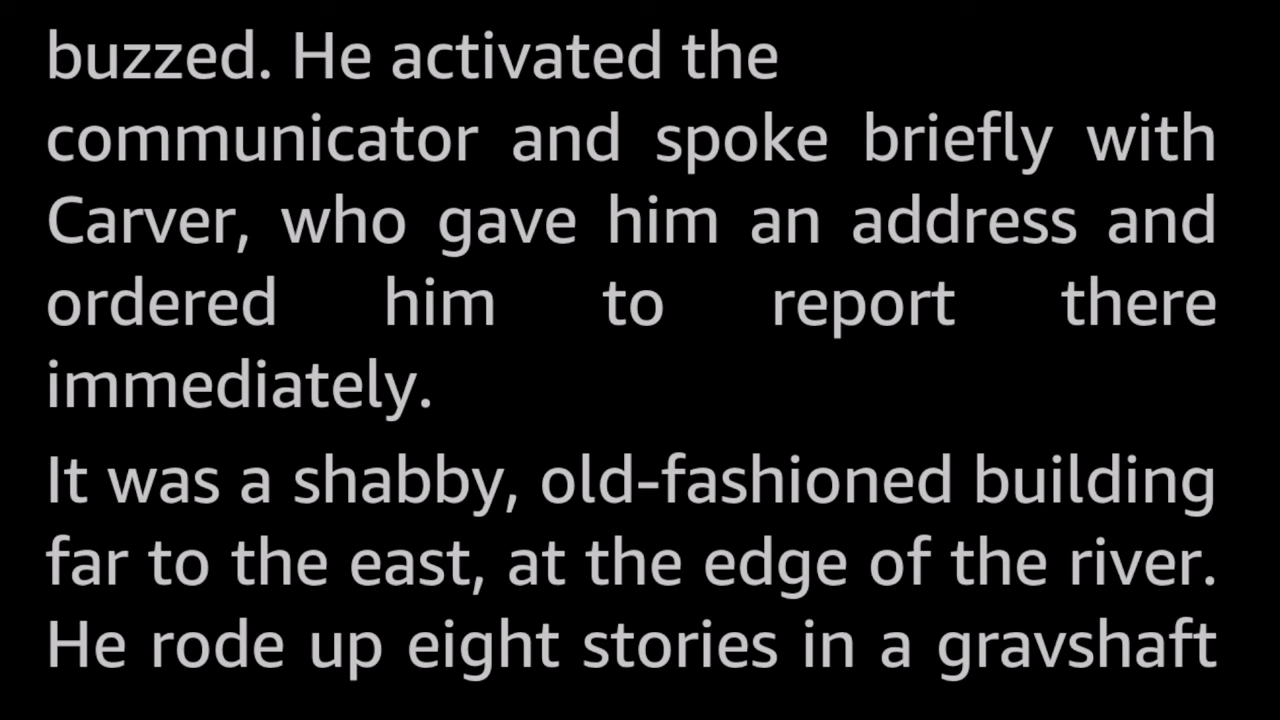 buzzed. He activated the
communicator and spoke briefly with
Carver, who gave him an address and
ordered him to report there
immediately.
It was a shabby, old-fashioned building
far to the east, at the edge of the river.
He rode up eight stories in a gravshaft